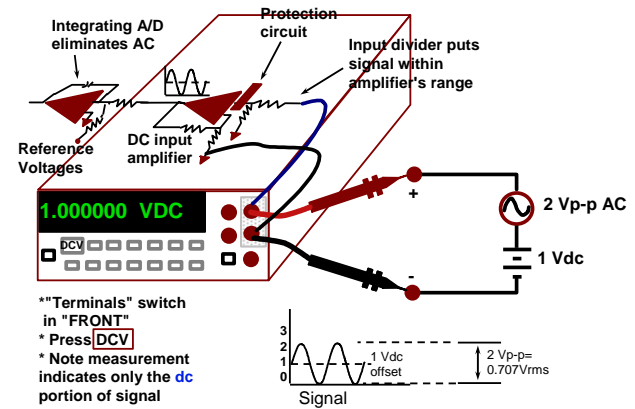 Integrating A/D
eliminates AC
Protection
circuit
Input divider puts
signal within
amplifier's range
Reference
Voltages
DC input
amplifier
1.000000 VDC
DCV
+
-
2 Vp-p AC
1 Vdc
*"Terminals" switch
in "FRONT"
* Press DCV
* Note measurement
indicates only the dc
portion of signal
3
2
1
0
1 Vdc
offset
Signal
2 Vp-p=
0.707Vrms